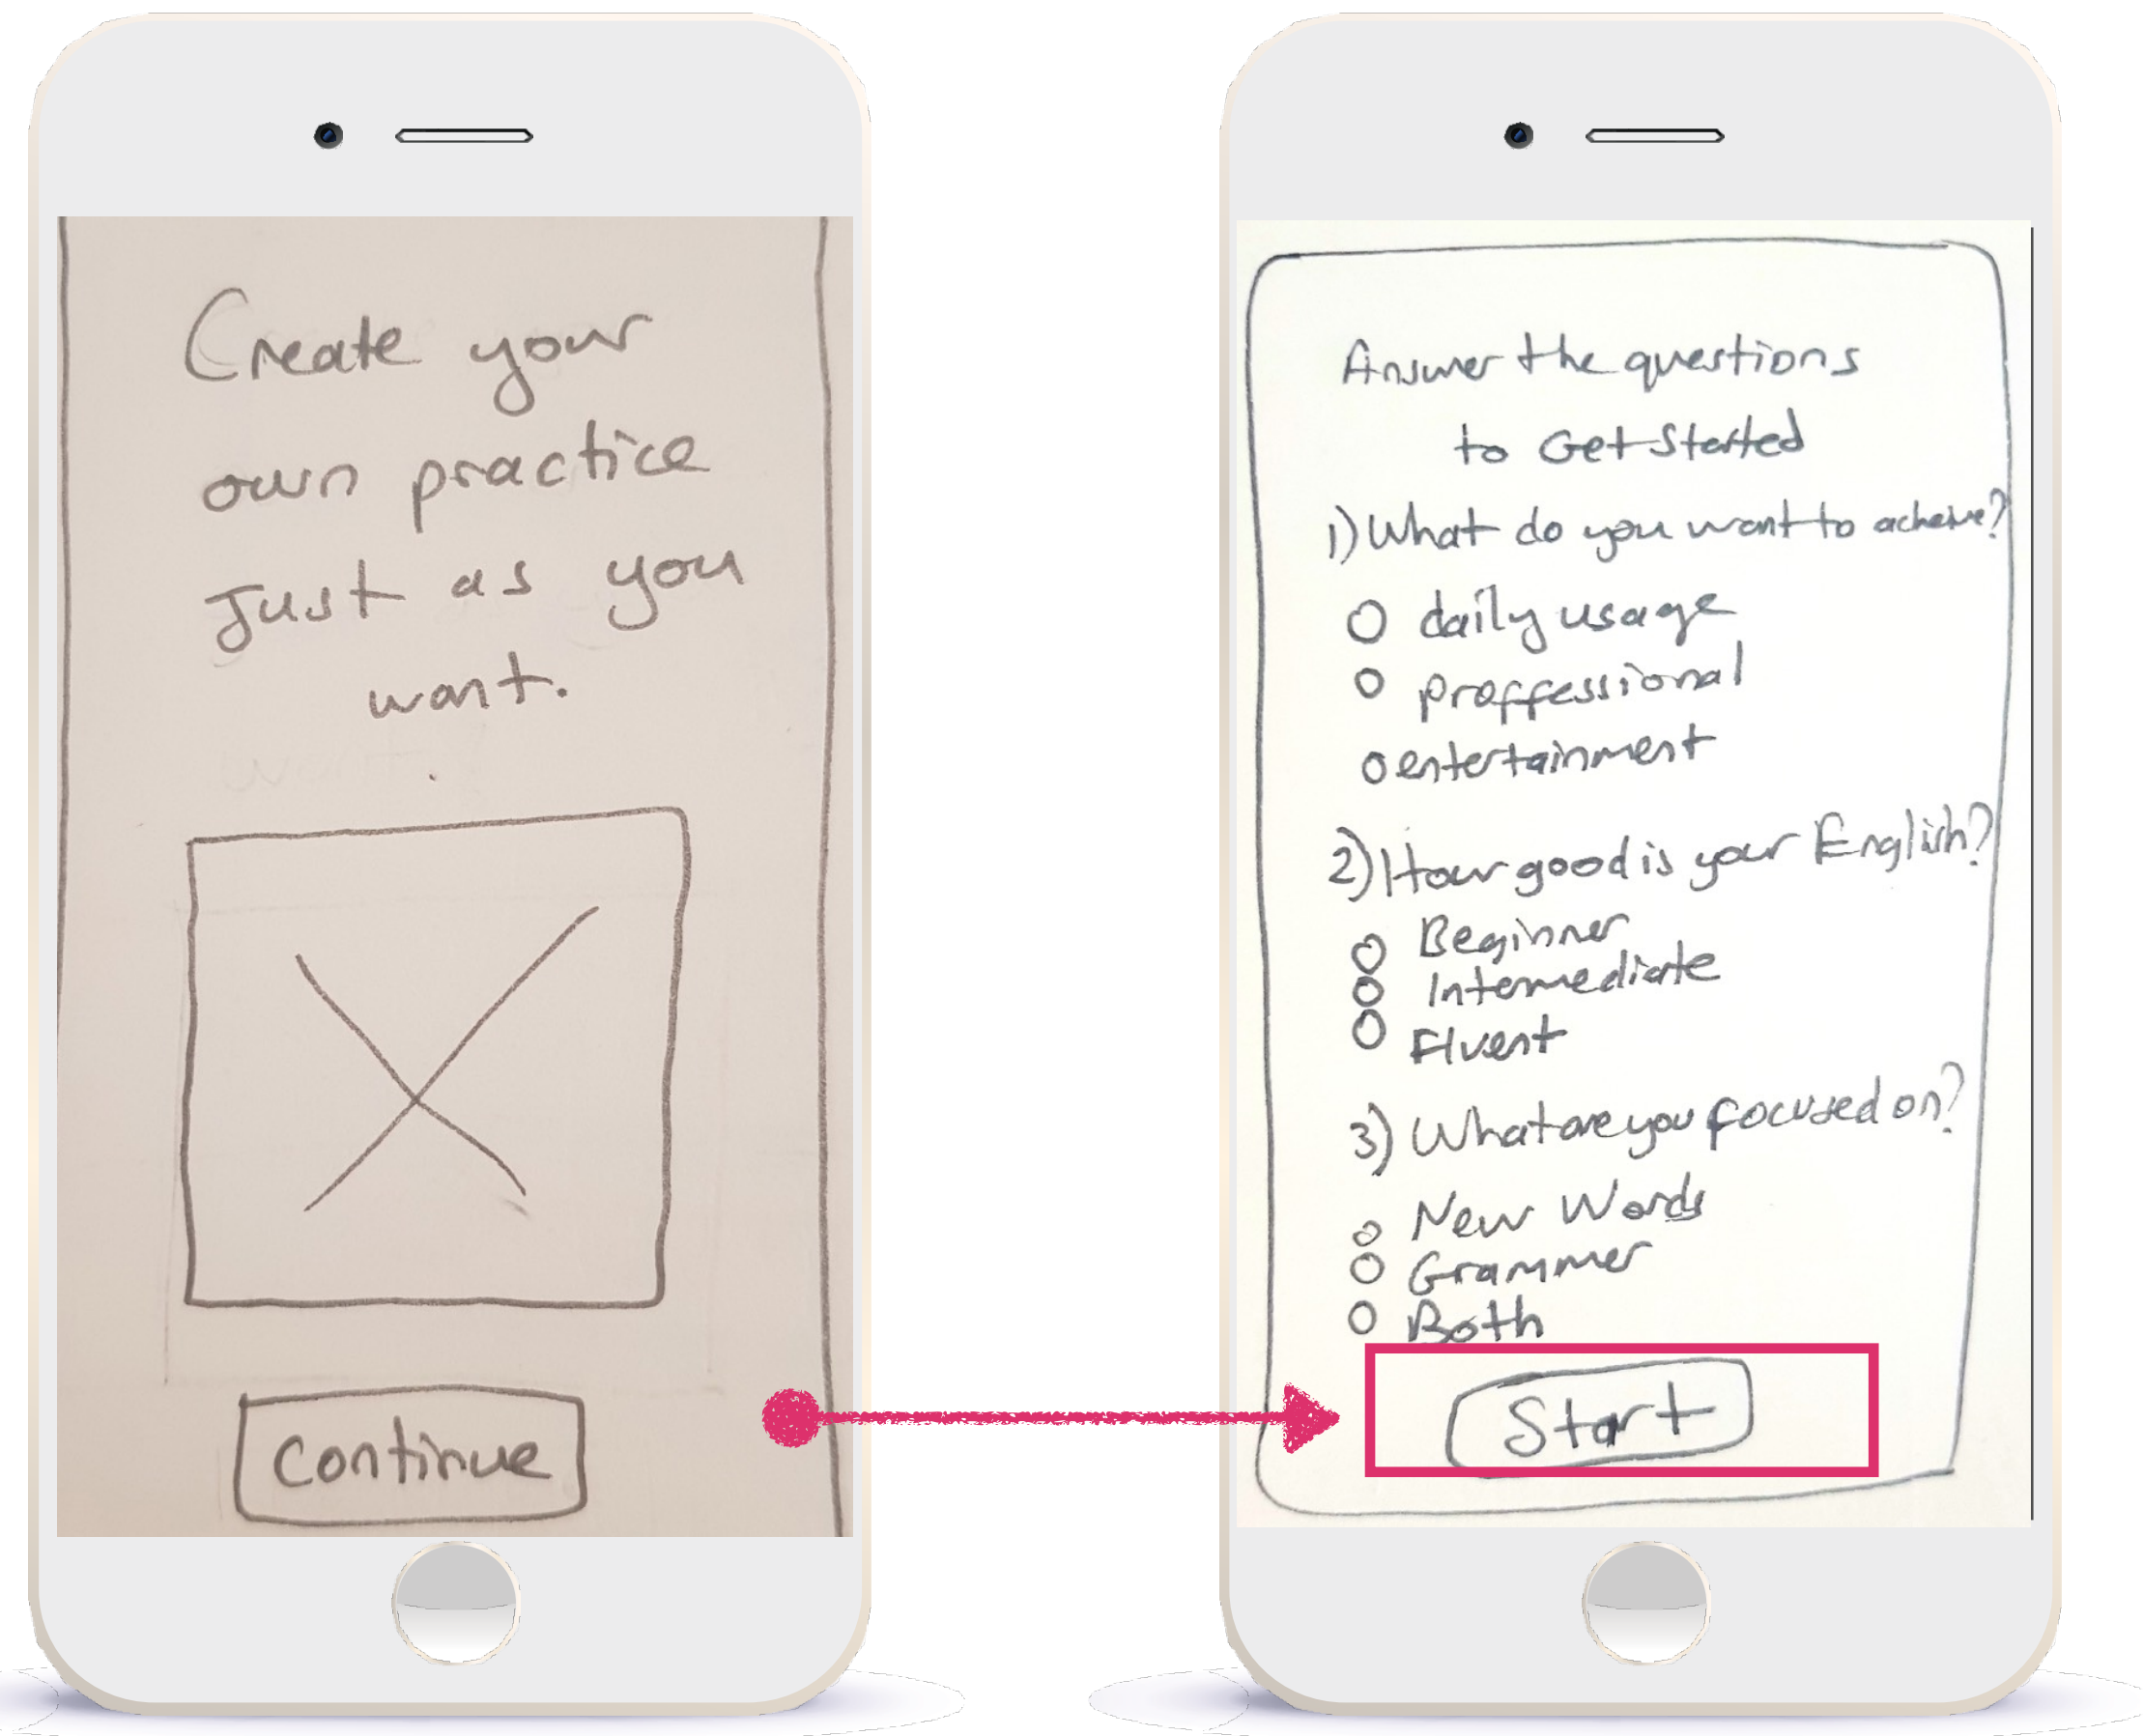 Create your
own practice
Just as you
want.
Continue
Answer the questions
to Get Started
1) What do you want to acheive?
daily usage
proffessional
entertainment
2) How good is your English?
Beginner
Intermediate
Fluent
3) What are you focused on?
New Words
Grammer
Both
Start